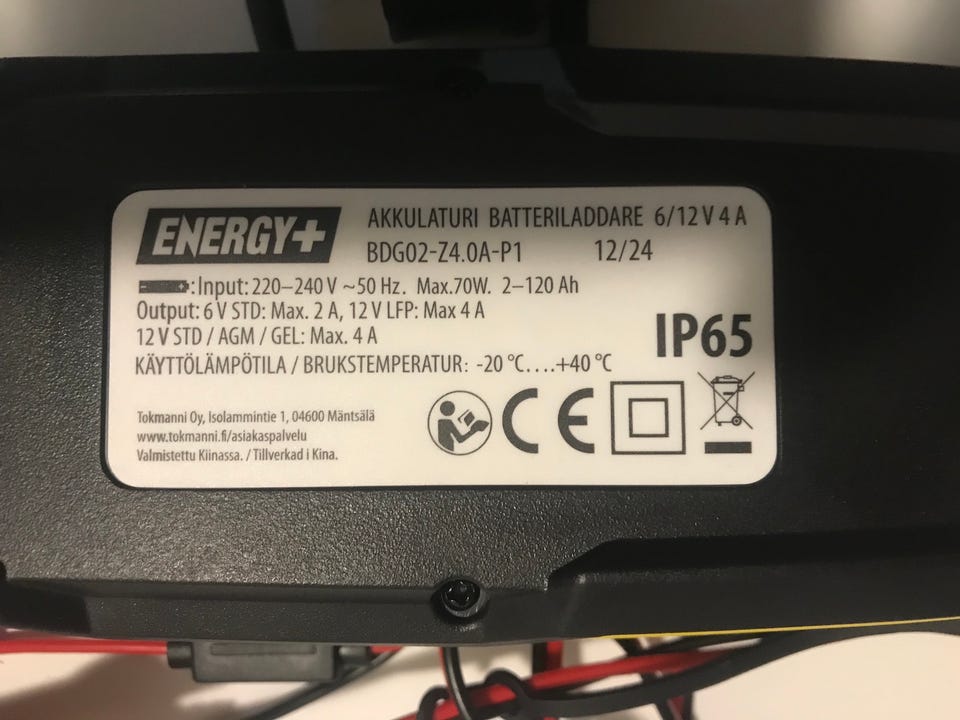 ENERGY+
AKKULATURI BATTERILADDARE 6/12 V 4 A
BDG02-Z4.0A-P1 12/24
:Input: 220–240 V ~50 Hz. Max.70W. 2–120 Ah
Output: 6 V STD: Max. 2 A, 12 V LFP: Max 4 A
12 V STD / AGM / GEL: Max. 4 A
IP65
KÄYTTÖLÄMPÖTILA / BRUKSTEMPERATUR: -20 °C....+40 °C
Tokmanni Oy, Isolammintie 1, 04600 Mäntsälä
www.tokmanni.fi/asiakaspalvelu
Valmistettu Kiinassa. / Tillverkad i Kina.
CE